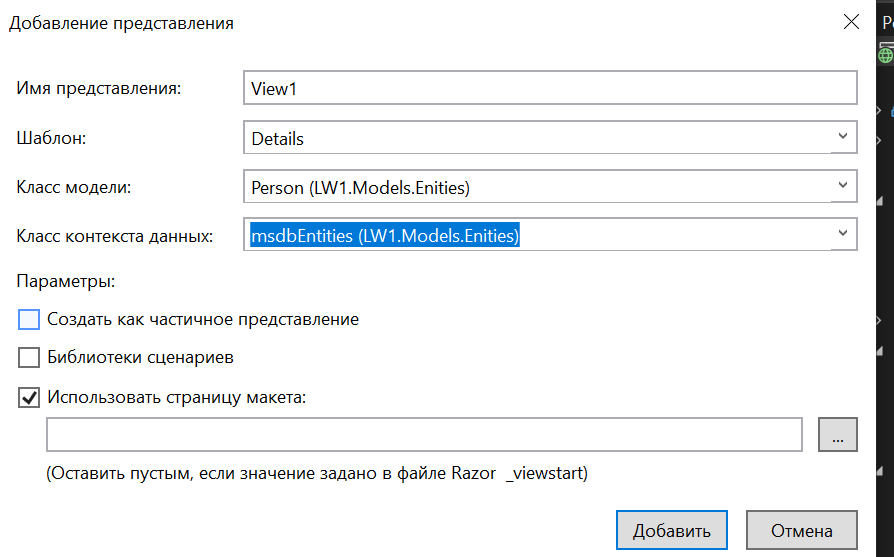 Добавление представления
Имя представления: View1
Шаблон: Details
Класс модели: Person (LW1.Models.Enities)
Класс контекста данных: msdbEntities (LW1.Models.Enities)
Параметры:
Создать как частичное представление
Библиотеки сценариев
Использовать страницу макета:
...
(Оставить пустым, если значение задано в файле Razor _viewstart)
Добавить Отмена